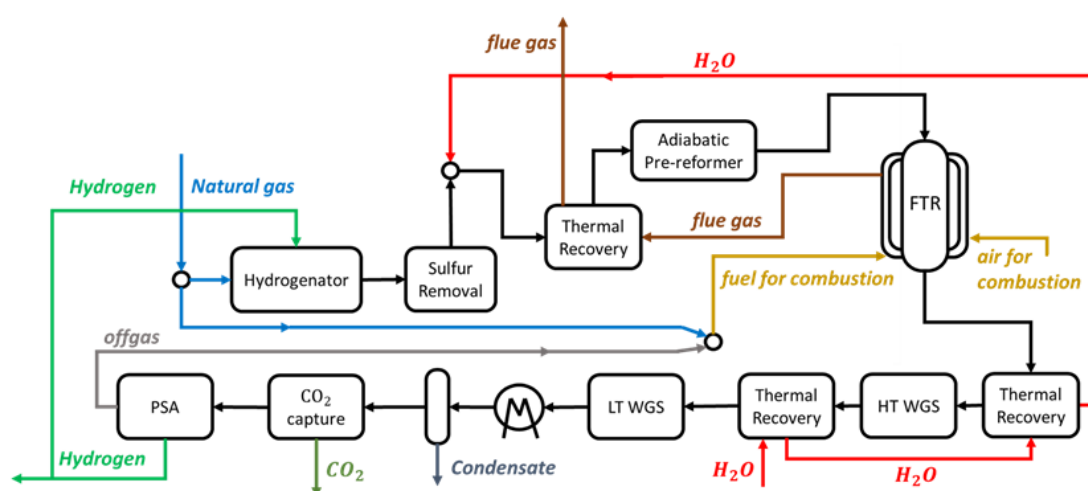 flue gas
H₂O
Adiabatic
Pre-reformer
Hydrogen
Natural gas
FTR
Thermal
Recovery
flue gas
Hydrogenator
Sulfur
Removal
air for
combustion
fuel for combustion
offgas
PSA
CO₂
capture
LT WGS
Thermal
Recovery
HT WGS
Thermal
Recovery
Hydrogen
CO₂
Condensate
H₂O
H₂O